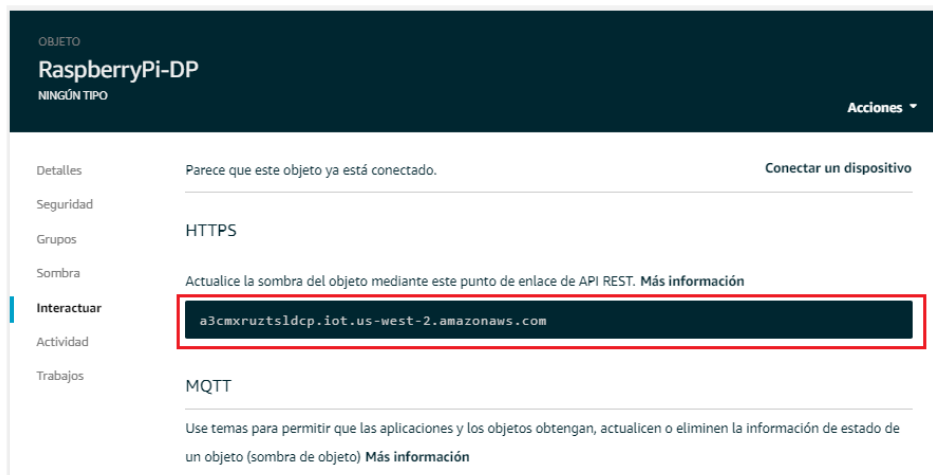 OBJETO
RaspberryPi-DP
NINGÚN TIPO
Acciones
Detalles
Seguridad
Grupos
Sombra
Interactuar
Actividad
Trabajos
Parece que este objeto ya está conectado.
Conectar un dispositivo
HTTPS
Actualice la sombra del objeto mediante este punto de enlace de API REST. Más información
a3cmxruztsldcp.iot.us-west-2.amazonaws.com
MQTT
Use temas para permitir que las aplicaciones y los objetos obtengan, actualicen o eliminen la información de estado de
un objeto (sombra de objeto) Más información